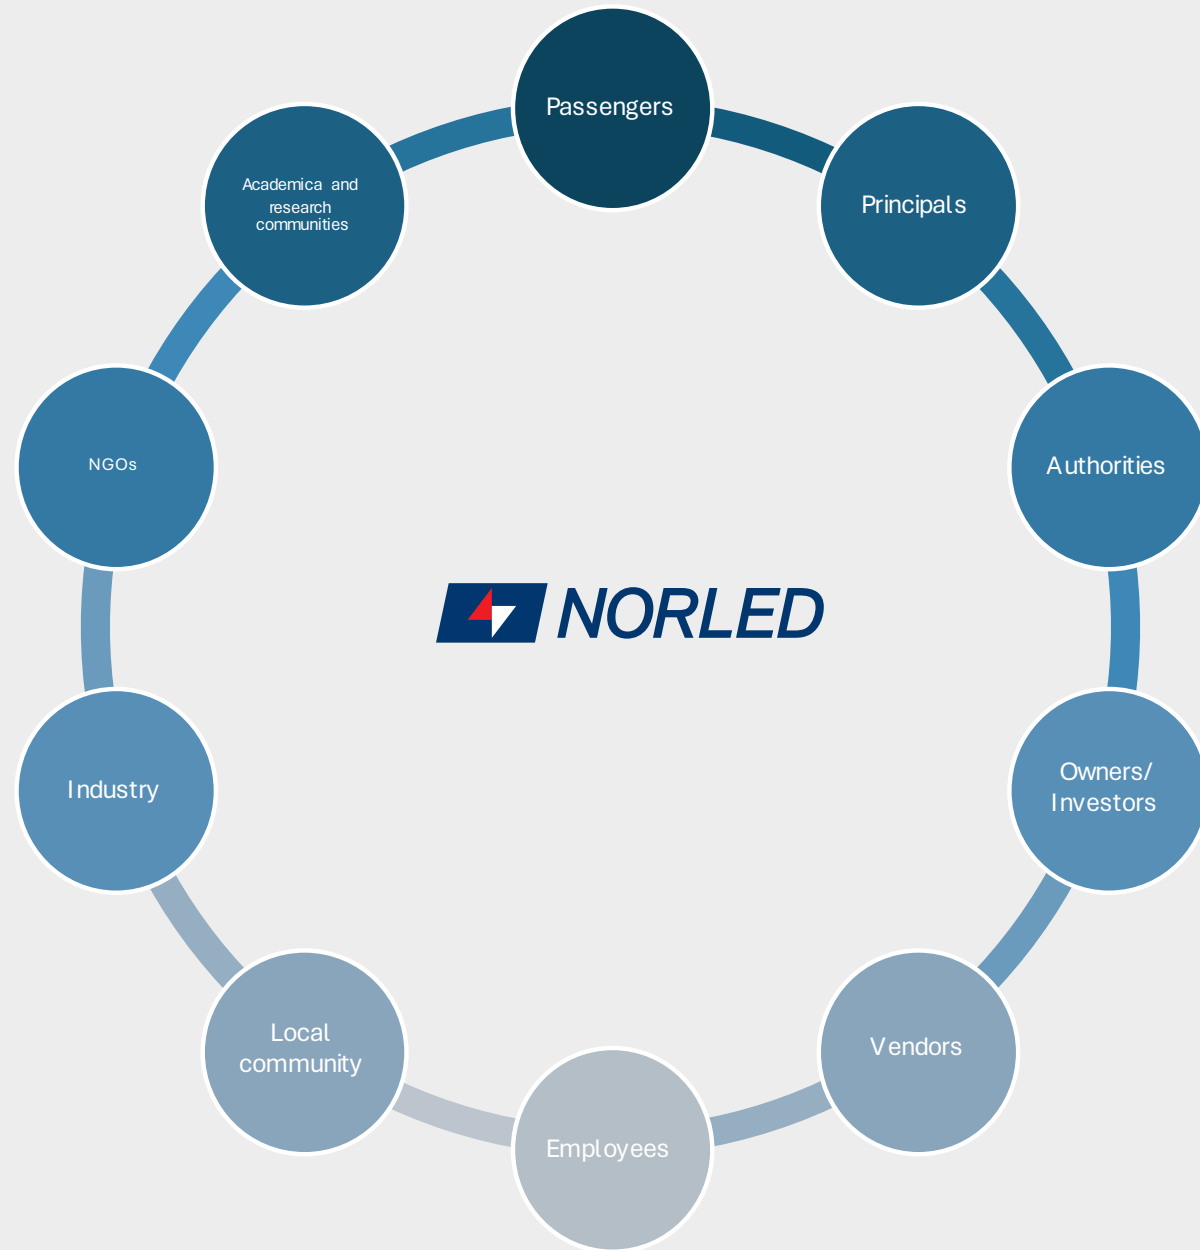 Passengers
Principals
Authorities
Owners/
Investors
Vendors
Employees
Local
community
Industry
NGOs
Academica and
research
communities
NORLED